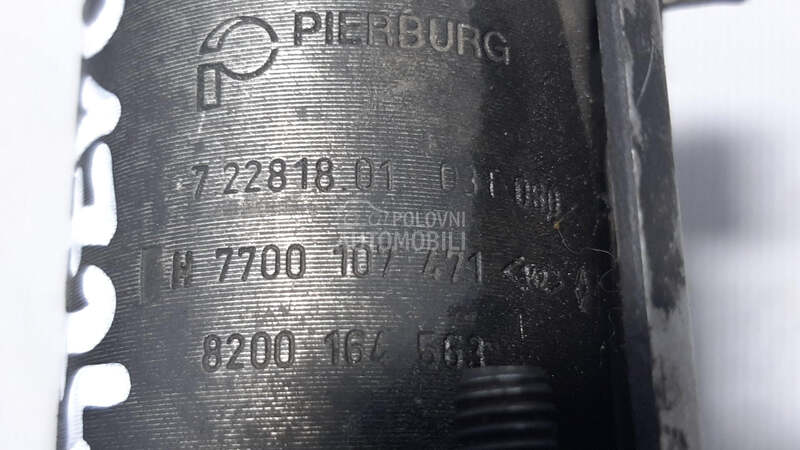 PIERBURG
7.22818.01
POLOVNI
AUTOMOBILI
H 7700 107 471
8200 164 563